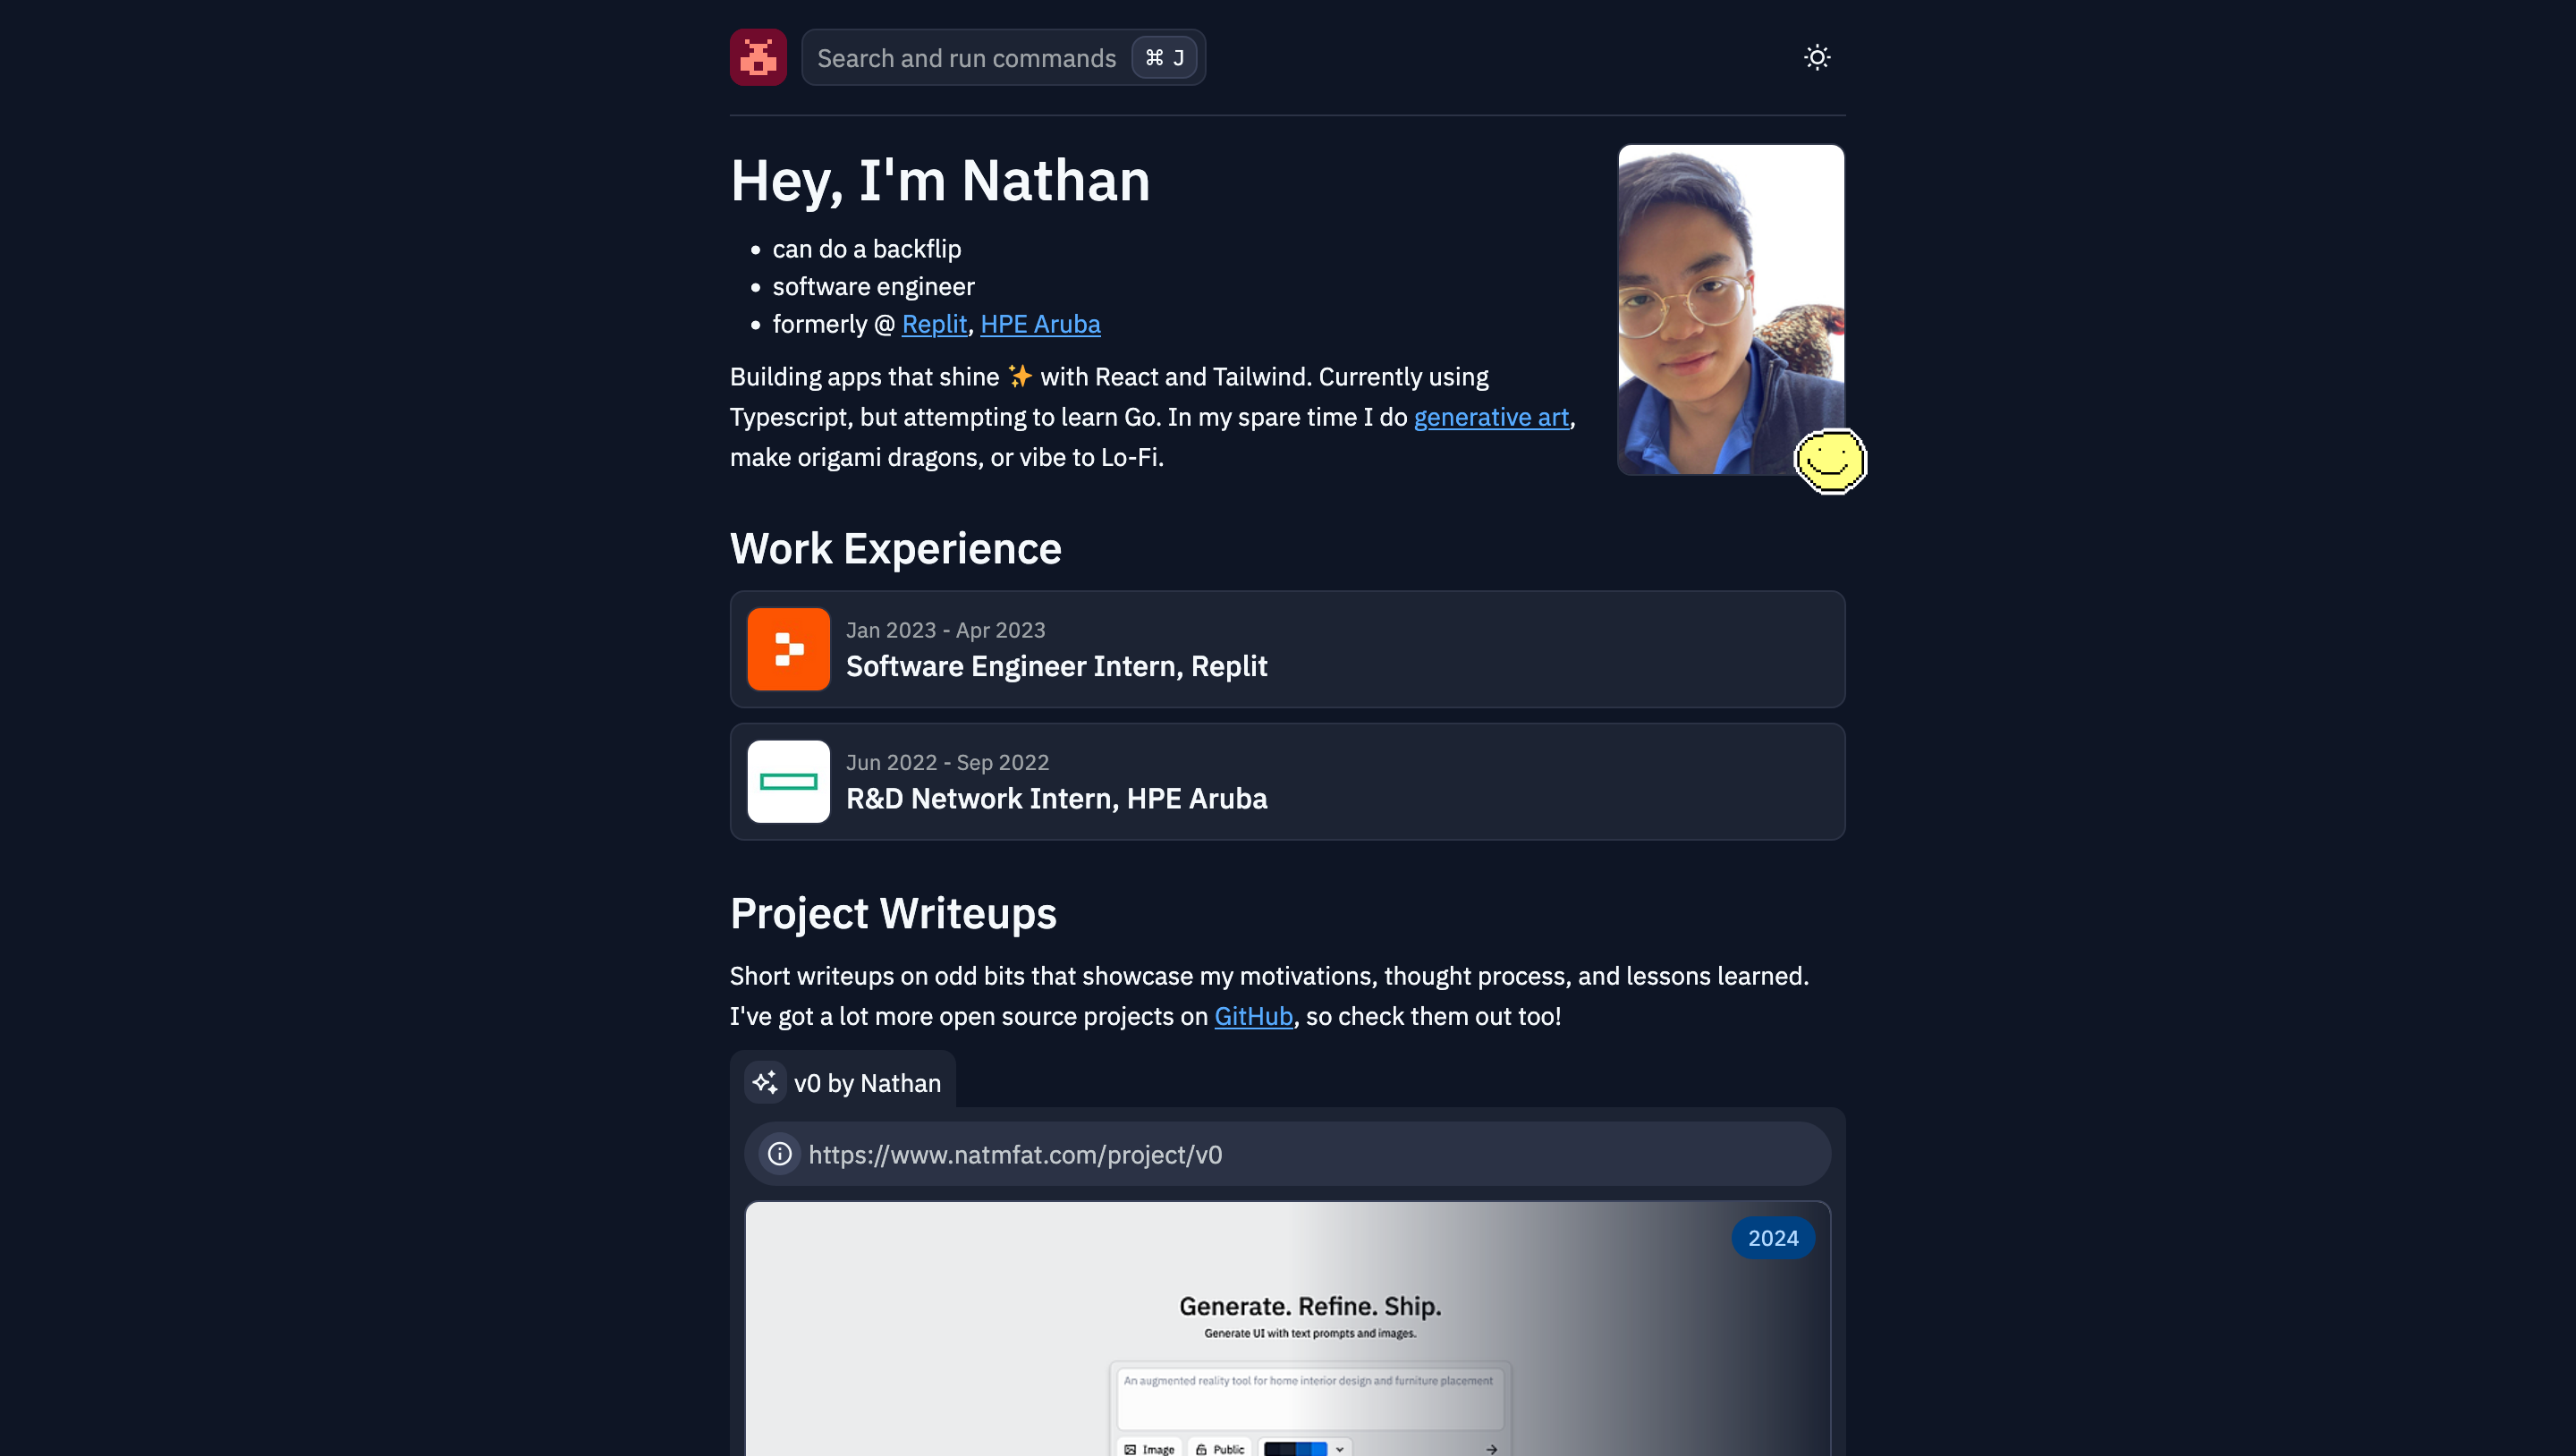 Search and run commands ⌘ J
Hey, I'm Nathan
• can do a backflip
• software engineer
• formerly @ Replit, HPE Aruba
Building apps that shine ✨ with React and Tailwind. Currently using
Typescript, but attempting to learn Go. In my spare time I do generative art,
make origami dragons, or vibe to Lo-Fi.
Work Experience
Jan 2023 - Apr 2023
Software Engineer Intern, Replit
Jun 2022 - Sep 2022
R&D Network Intern, HPE Aruba
Project Writeups
Short writeups on odd bits that showcase my motivations, thought process, and lessons learned.
I've got a lot more open source projects on GitHub, so check them out too!
v0 by Nathan
https://www.natmfat.com/project/v0
2024
Generate. Refine. Ship.
Generate UI with text prompts and images.
An augmented reality tool for home interior design and furniture placement
Image Public